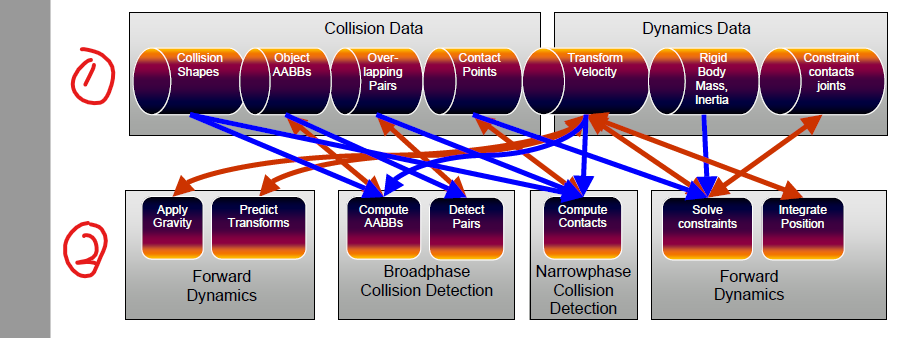 Collision Data
Dynamics Data
1
Collision
Shapes
Object
AABBs
Over-
lapping
Pairs
Contact
Points
Transform
Velocity
Rigid
Body
Mass,
Inertia
Constraint
contacts
joints
2
Apply
Gravity
Predict
Transforms
Forward
Dynamics
Compute
AABBs
Detect
Pairs
Broadphase
Collision Detection
Compute
Contacts
Narrowphase
Collision
Detection
Solve
constraints
Integrate
Position
Forward
Dynamics